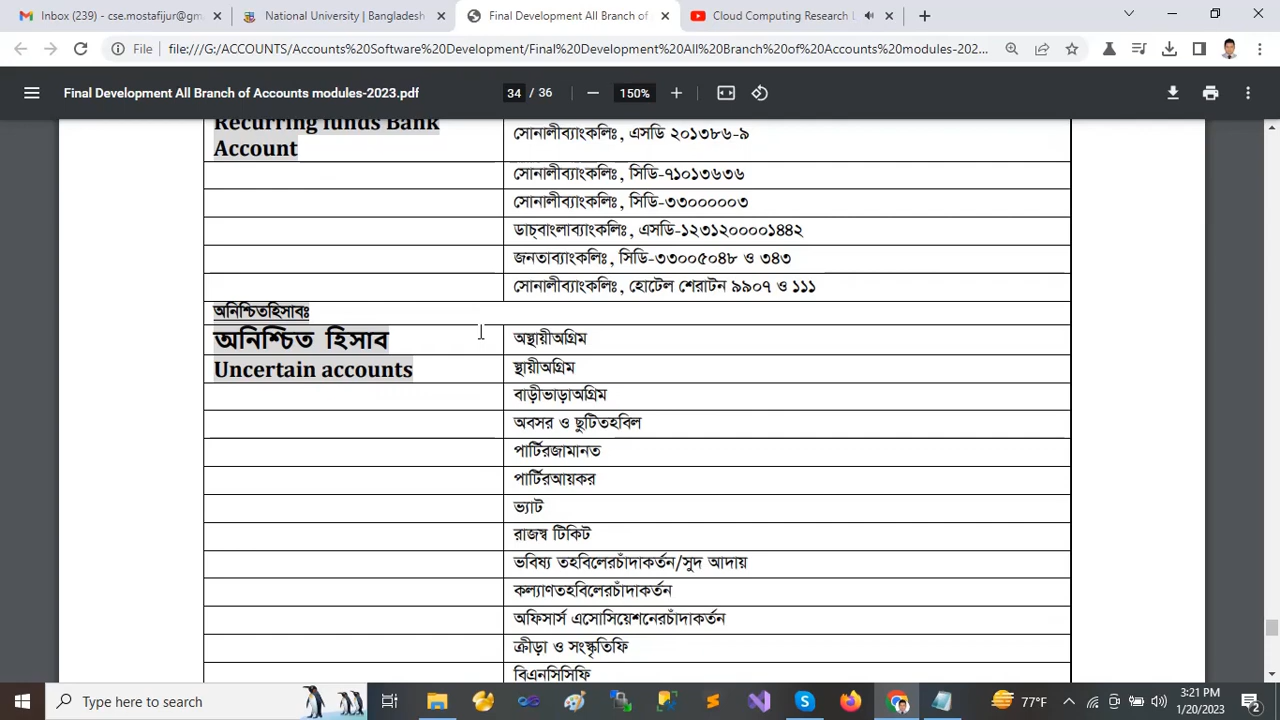 Inbox (239) - cse.mostafijur@gm
National University | Bangladesh
Final Development All Branch of
Cloud Computing Research L
File
file:///G:/ACCOUNTS/Accounts%20Software%20Development/Final%20Development%20All%20Branch%20of%20Accounts%20modules-202...
Final Development All Branch of Accounts modules-2023.pdf
34 / 36
150%
Recurring funds Bank
Account
সোনালীব্যাংকলিঃ, এসডি ২০১৩৮৬-৯
সোনালীব্যাংকলিঃ, সিডি-৭১০১৩৬৩৬
সোনালীব্যাংকলিঃ, সিডি-৩৩০০০০০৩
ডাচ্বাংলাব্যাংকলিঃ, এসডি-১২৩১২০০০০১৪৪২
জনতাব্যাংকলিঃ, সিডি-৩৩০০৫০৪৮ ও ৩৪৩
সোনালীব্যাংকলিঃ, হোটেল শেরাটন ৯৯০৭ ও ১১১
অনিশ্চিতহিসাবঃ
অনিশ্চিত হিসাব
Uncertain accounts
অস্থায়ীঅগ্রিম
স্থায়ীঅগ্রিম
বাড়ীভাড়াঅগ্রিম
অবসর ও ছুটিতহবিল
পার্টিরজামানত
পার্টিরআয়কর
ভ্যাট
রাজস্ব টিকিট
ভবিষ্য তহবিলেরচাঁদাকর্তন/সুদ আদায়
কল্যাণতহবিলেরচাঁদাকর্তন
অফিসার্স এসোসিয়েশনেরচাঁদাকর্তন
ক্রীড়া ও সংস্কৃতিফি
বিএনসিসিফি
Type here to search
77°F
3:21 PM
1/20/2023
2